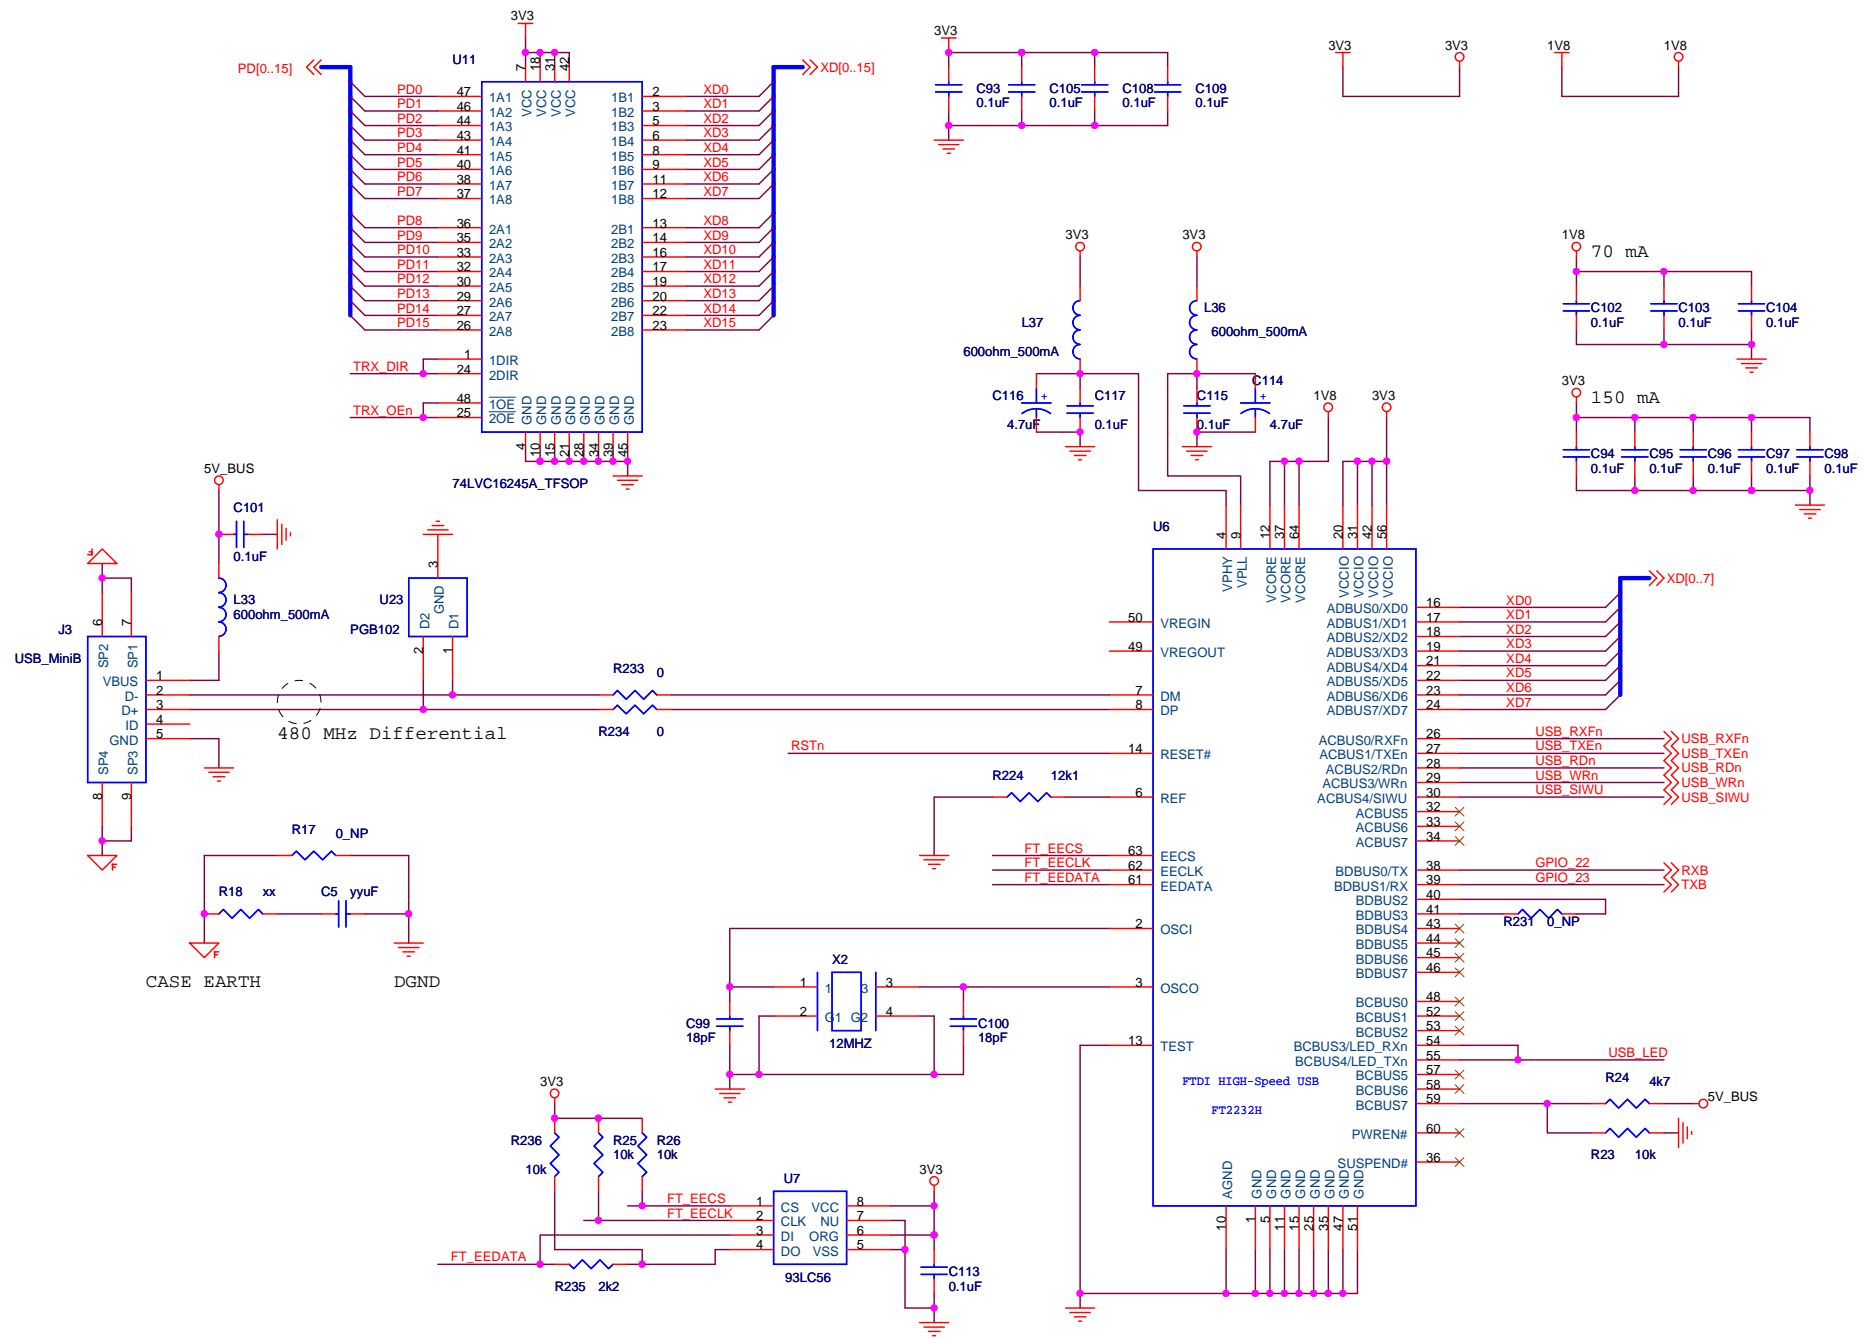 3V3
U11
PD[0..15]
XD[0..15]
7 18 31 42
VCC VCC VCC VCC
PD0 47 1A1 1B1 2 XD0
PD1 46 1A2 1B2 3 XD1
PD2 44 1A3 1B3 5 XD2
PD3 43 1A4 1B4 6 XD3
PD4 41 1A5 1B5 8 XD4
PD5 40 1A6 1B6 9 XD5
PD6 38 1A7 1B7 11 XD6
PD7 37 1A8 1B8 12 XD7
PD8 36 2A1 2B1 13 XD8
PD9 35 2A2 2B2 14 XD9
PD10 33 2A3 2B3 16 XD10
PD11 32 2A4 2B4 17 XD11
PD12 30 2A5 2B5 19 XD12
PD13 29 2A6 2B6 20 XD13
PD14 27 2A7 2B7 22 XD14
PD15 26 2A8 2B8 23 XD15
TRX_DIR 1 1DIR
24 2DIR
TRX_OEn 48 1OE
25 2OE
GND GND GND GND GND GND GND GND
4 10 15 21 28 34 39 45
74LVC16245A_TFSOP
3V3
C93 C105 C108 C109
0.1uF 0.1uF 0.1uF 0.1uF
3V3 3V3
1V8 1V8
3V3
L37
600ohm_500mA
C116
4.7uF
+
C117
0.1uF
3V3
L36
600ohm_500mA
C115
0.1uF
C114
+
4.7uF
1V8
3V3
1V8 70 mA
C102 C103 C104
0.1uF 0.1uF 0.1uF
3V3 150 mA
C94 C95 C96 C97 C98
0.1uF 0.1uF 0.1uF 0.1uF 0.1uF
5V_BUS
C101
0.1uF
L33
600ohm_500mA
F
J3
USB_MiniB
6 7
SP2 SP1
VBUS 1
D- 2
D+ 3
ID 4
GND 5
SP4 SP3
8 9
F
U23
PGB102
3
GND
D2 D1
2 1
480 MHz Differential
R233 0
R234 0
RSTn
R224 12k1
FT_EECS
FT_EECLK
FT_EEDATA
R17 0_NP
R18 xx C5 yyuF
F
CASE EARTH DGND
X2
1 1 3 3
2 G1 G2 4
12MHZ
C99
18pF
C100
18pF
3V3
R236
10k
R25
10k
R26
10k
U7
FT_EECS 1 CS VCC 8
FT_EECLK 2 CLK NU 7
3 DI ORG 6
4 DO VSS 5
93LC56
FT_EEDATA
R235 2k2
3V3
C113
0.1uF
U6
4 9 12 37 64 20 31 42 56
VPHY VPLL VCORE VCORE VCORE VCCIO VCCIO VCCIO VCCIO
50 VREGIN
49 VREGOUT
7 DM
8 DP
14 RESET#
6 REF
63 EECS
62 EECLK
61 EEDATA
2 OSCI
3 OSCO
13 TEST
FTDI HIGH-Speed USB
FT2232H
XD[0..7]
ADBUS0/XD0 16 XD0
ADBUS1/XD1 17 XD1
ADBUS2/XD2 18 XD2
ADBUS3/XD3 19 XD3
ADBUS4/XD4 21 XD4
ADBUS5/XD5 22 XD5
ADBUS6/XD6 23 XD6
ADBUS7/XD7 24 XD7
ACBUS0/RXFn 26 USB_RXFn USB_RXFn
ACBUS1/TXEn 27 USB_TXEn USB_TXEn
ACBUS2/RDn 28 USB_RDn USB_RDn
ACBUS3/WRn 29 USB_WRn USB_WRn
ACBUS4/SIWU 30 USB_SIWU USB_SIWU
ACBUS5 32
ACBUS6 33
ACBUS7 34
BDBUS0/TX 38 GPIO_22 RXB
BDBUS1/RX 39 GPIO_23 TXB
BDBUS2 40
BDBUS3 41
R231 0_NP
BDBUS4 43
BDBUS5 44
BDBUS6 45
BDBUS7 46
BCBUS0 48
BCBUS1 52
BCBUS2 53
BCBUS3/LED_RXn 54
BCBUS4/LED_TXn 55 USB_LED
BCBUS5 57
BCBUS6 58
BCBUS7 59
R24 4k7
5V_BUS
R23 10k
PWREN# 60
SUSPEND# 36
AGND GND GND GND GND GND GND GND GND
10 1 5 11 15 25 35 47 51